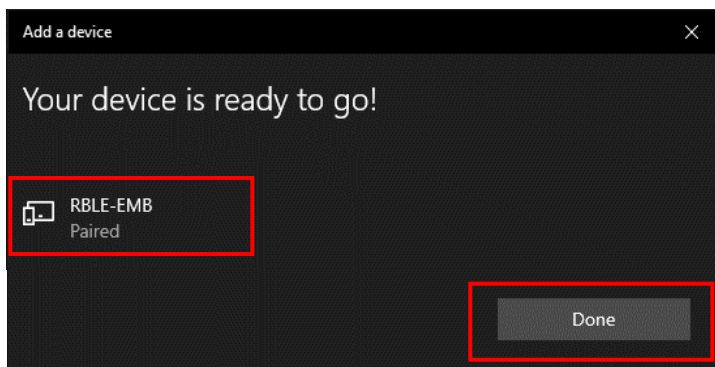 Add a device
Your device is ready to go!
RBLE-EMB
Paired
Done